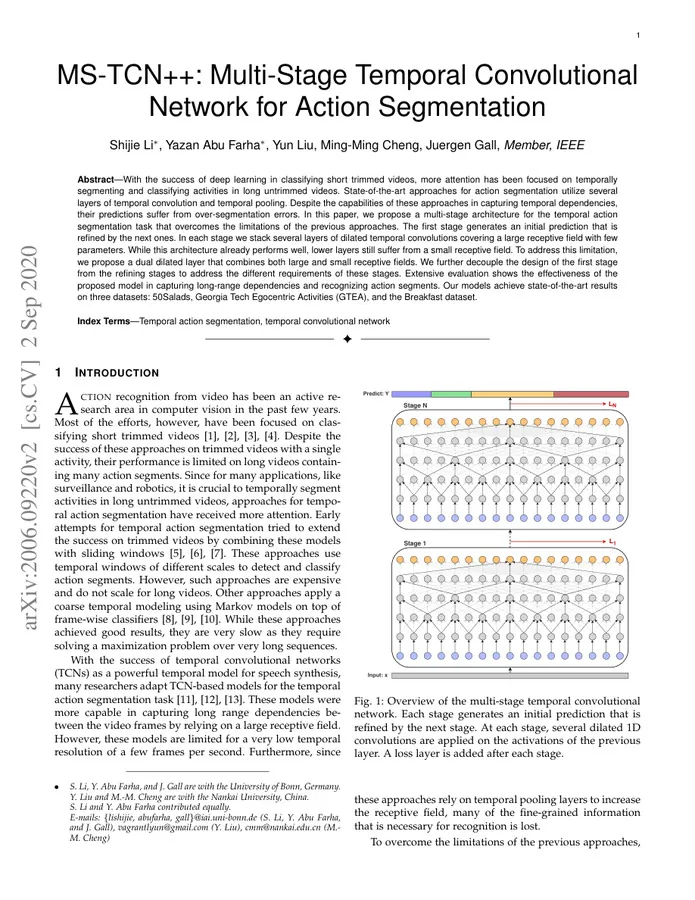 1
MS-TCN++: Multi-Stage Temporal Convolutional
Network for Action Segmentation
Shijie Li*, Yazan Abu Farha*, Yun Liu, Ming-Ming Cheng, Juergen Gall, Member, IEEE
Abstract—With the success of deep learning in classifying short trimmed videos, more attention has been focused on temporally
segmenting and classifying activities in long untrimmed videos. State-of-the-art approaches for action segmentation utilize several
layers of temporal convolution and temporal pooling. Despite the capabilities of these approaches in capturing temporal dependencies,
their predictions suffer from over-segmentation errors. In this paper, we propose a multi-stage architecture for the temporal action
segmentation task that overcomes the limitations of the previous approaches. The first stage generates an initial prediction that is
refined by the next ones. In each stage we stack several layers of dilated temporal convolutions covering a large receptive field with few
parameters. While this architecture already performs well, lower layers still suffer from a small receptive field. To address this limitation,
we propose a dual dilated layer that combines both large and small receptive fields. We further decouple the design of the first stage
from the refining stages to address the different requirements of these stages. Extensive evaluation shows the effectiveness of the
proposed model in capturing long-range dependencies and recognizing action segments. Our models achieve state-of-the-art results
on three datasets: 50Salads, Georgia Tech Egocentric Activities (GTEA), and the Breakfast dataset.
Index Terms—Temporal action segmentation, temporal convolutional network
arXiv:2006.09220v2 [cs.CV] 2 Sep 2020
1 INTRODUCTION
ACTION recognition from video has been an active re-
search area in computer vision in the past few years.
Most of the efforts, however, have been focused on clas-
sifying short trimmed videos [1], [2], [3], [4]. Despite the
success of these approaches on trimmed videos with a single
activity, their performance is limited on long videos contain-
ing many action segments. Since for many applications, like
surveillance and robotics, it is crucial to temporally segment
activities in long untrimmed videos, approaches for tempo-
ral action segmentation have received more attention. Early
attempts for temporal action segmentation tried to extend
the success on trimmed videos by combining these models
with sliding windows [5], [6], [7]. These approaches use
temporal windows of different scales to detect and classify
action segments. However, such approaches are expensive
and do not scale for long videos. Other approaches apply a
coarse temporal modeling using Markov models on top of
frame-wise classifiers [8], [9], [10]. While these approaches
achieved good results, they are very slow as they require
solving a maximization problem over very long sequences.
With the success of temporal convolutional networks
(TCNs) as a powerful temporal model for speech synthesis,
many researchers adapt TCN-based models for the temporal
action segmentation task [11], [12], [13]. These models were
more capable in capturing long range dependencies be-
tween the video frames by relying on a large receptive field.
However, these models are limited for a very low temporal
resolution of a few frames per second. Furthermore, since
• S. Li, Y. Abu Farha, and J. Gall are with the University of Bonn, Germany.
Y. Liu and M.-M. Cheng are with the Nankai University, China.
S. Li and Y. Abu Farha contributed equally.
E-mails: {lishijie, abufarha, gall}@iai.uni-bonn.de (S. Li, Y. Abu Farha,
and J. Gall), vagrantlyun@gmail.com (Y. Liu), cmm@nankai.edu.cn (M.-
M. Cheng)
Predict: Y
Stage N
LN
Stage 1
L1
Input: x
Fig. 1: Overview of the multi-stage temporal convolutional
network. Each stage generates an initial prediction that is
refined by the next stage. At each stage, several dilated 1D
convolutions are applied on the activations of the previous
layer. A loss layer is added after each stage.
these approaches rely on temporal pooling layers to increase
the receptive field, many of the fine-grained information
that is necessary for recognition is lost.
To overcome the limitations of the previous approaches,